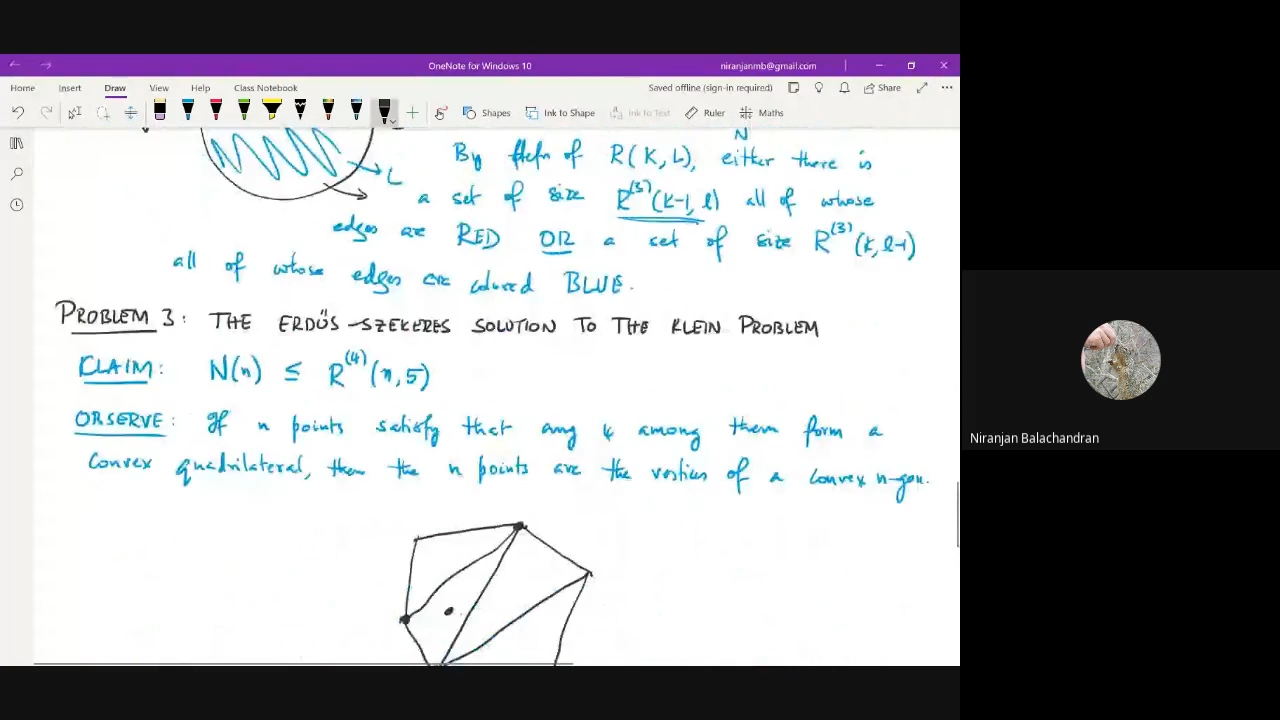 OneNote for Windows 10
niranjanmb@gmail.com
Home Insert Draw View Help Class Notebook
Saved offline (sign-in required) Share
Shapes Ink to Shape Ink to Text Ruler Maths
N
By defn of R(K, L), either there is
L
a set of size R^(3)(k-1, l) all of whose
edges are RED OR a set of size R^(3)(k, l-1)
all of whose edges are coloured BLUE.
PROBLEM 3: THE ERDŐS-SZEKERES SOLUTION TO THE KLEIN PROBLEM
CLAIM: N(n) ≤ R^(4)(n, 5)
OBSERVE: If n points satisfy that any 4 among them form a
convex quadrilateral, then the n points are the vertices of a convex n-gon.
Niranjan Balachandran